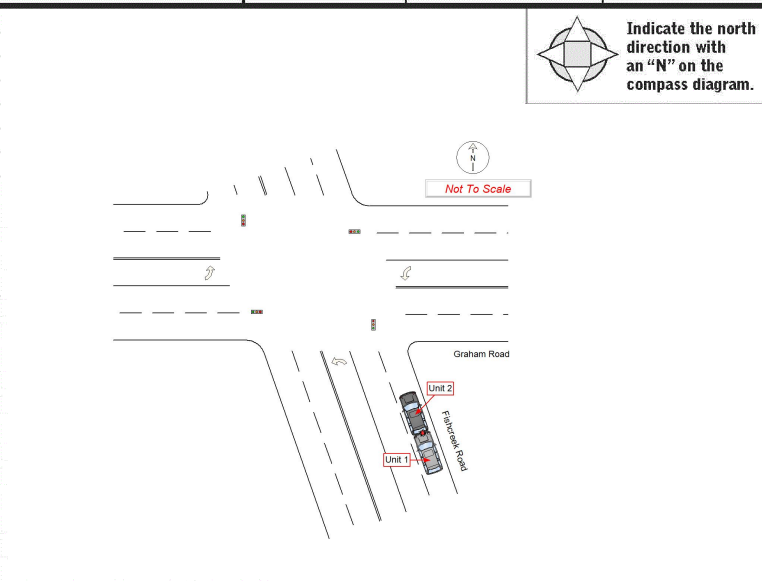 Indicate the north
direction with
an “N” on the
compass diagram.
N
Not To Scale
Graham Road
Unit 2
Fishcreek Road
Unit 1